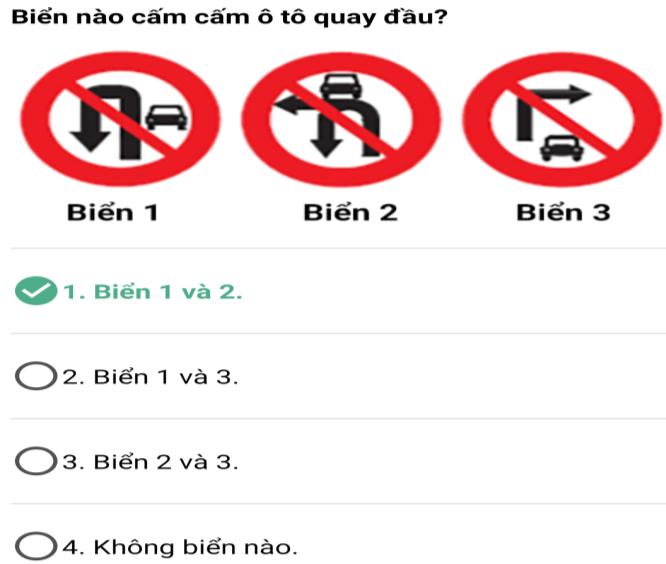 Biển nào cấm cấm ô tô quay đầu?
Biển 1
Biển 2
Biển 3
1. Biển 1 và 2.
2. Biển 1 và 3.
3. Biển 2 và 3.
4. Không biển nào.